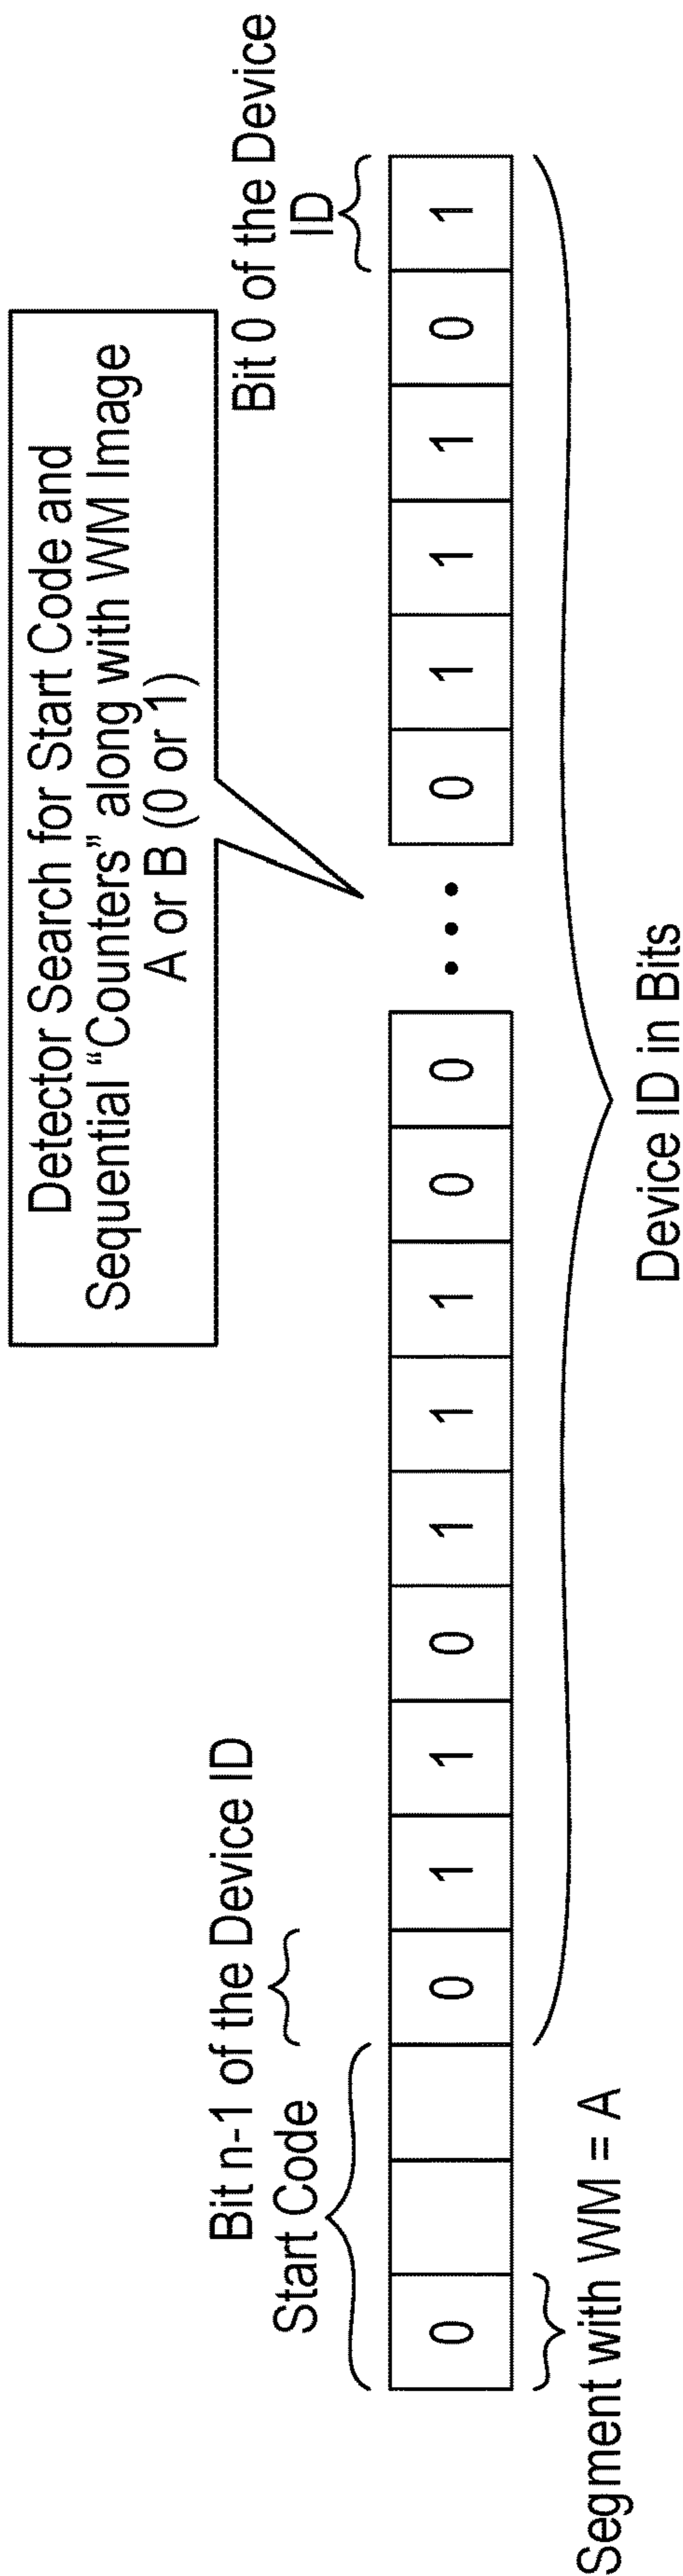 Detector Search for Start Code and
Sequential “Counters” along with WM Image
A or B (0 or 1)
Bit n-1 of the Device ID
Start Code
Bit 0 of the Device
ID
0 0 1 1 0 1 1 1 0 0 ••• 0 1 1 1 0 1
Segment with WM = A
Device ID in Bits